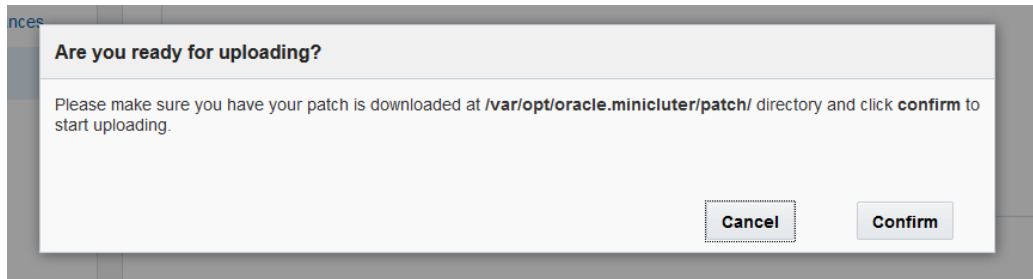 nces
Are you ready for uploading?
Please make sure you have your patch is downloaded at /var/opt/oracle.minicluter/patch/ directory and click confirm to
start uploading.
Cancel
Confirm